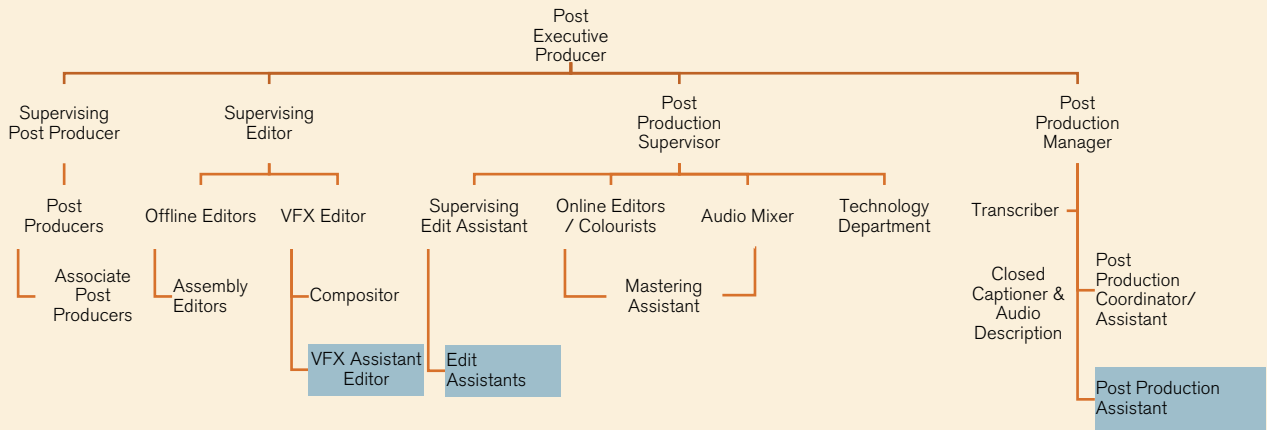 Post
Executive
Producer
Supervising
Post Producer
Supervising
Editor
Post
Production
Supervisor
Post
Production
Manager
Post
Producers
Offline Editors
VFX Editor
Supervising
Edit Assistant
Online Editors
/ Colourists
Audio Mixer
Technology
Department
Transcriber
Associate
Post
Producers
Assembly
Editors
Compositor
Mastering
Assistant
Closed
Captioner &
Audio
Description
Post
Production
Coordinator/
Assistant
VFX Assistant
Editor
Edit
Assistants
Post Production
Assistant